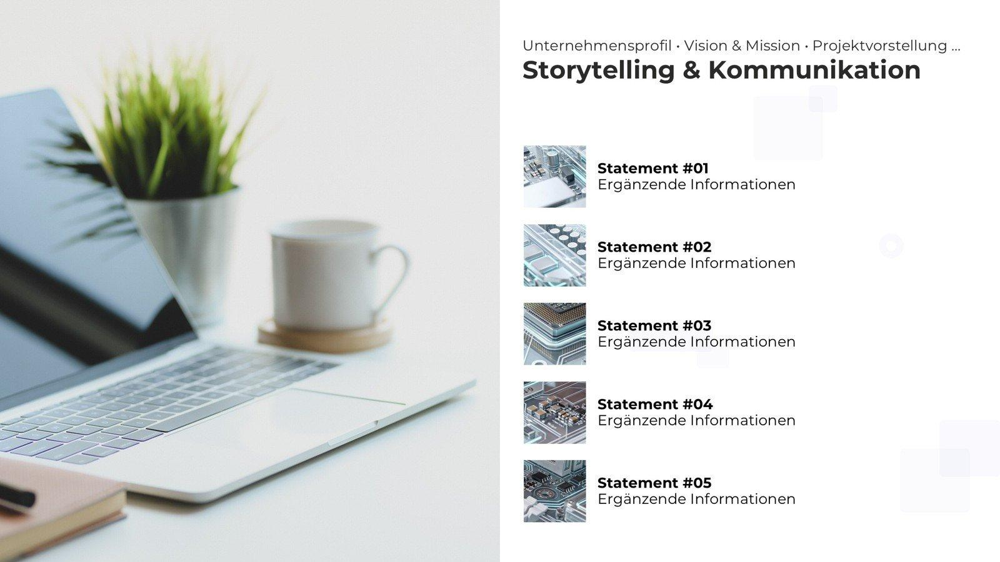 Unternehmensprofil • Vision & Mission • Projektvorstellung ...
Storytelling & Kommunikation
Statement #01
Ergänzende Informationen
Statement #02
Ergänzende Informationen
Statement #03
Ergänzende Informationen
Statement #04
Ergänzende Informationen
Statement #05
Ergänzende Informationen